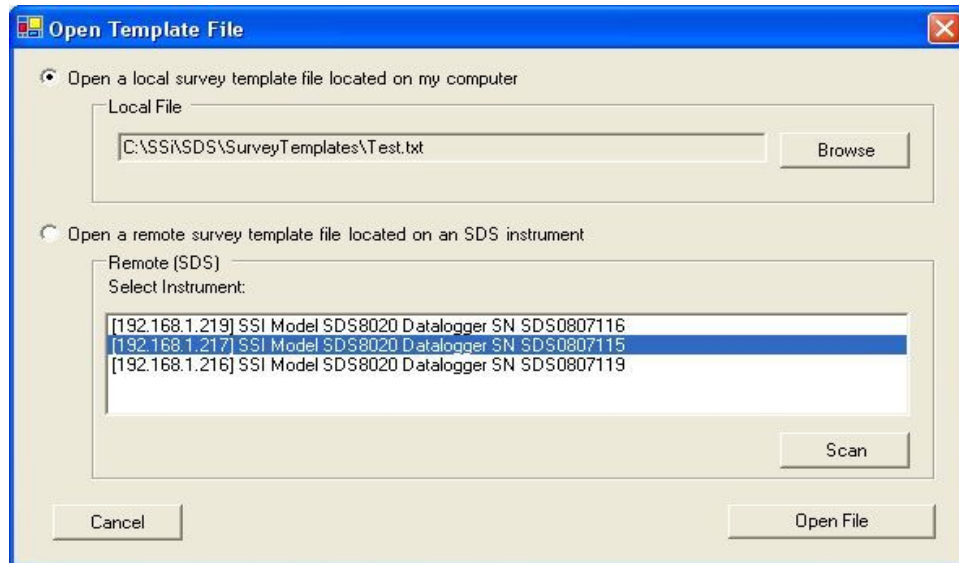 Open Template File
Open a local survey template file located on my computer
Local File
C:\SSi\SDS\SurveyTemplates\Test.txt
Browse
Open a remote survey template file located on an SDS instrument
Remote (SDS)
Select Instrument:
[192.168.1.219] SSI Model SDS8020 Datalogger SN SDS0807116
[192.168.1.217] SSI Model SDS8020 Datalogger SN SDS0807115
[192.168.1.216] SSI Model SDS8020 Datalogger SN SDS0807119
Scan
Cancel
Open File